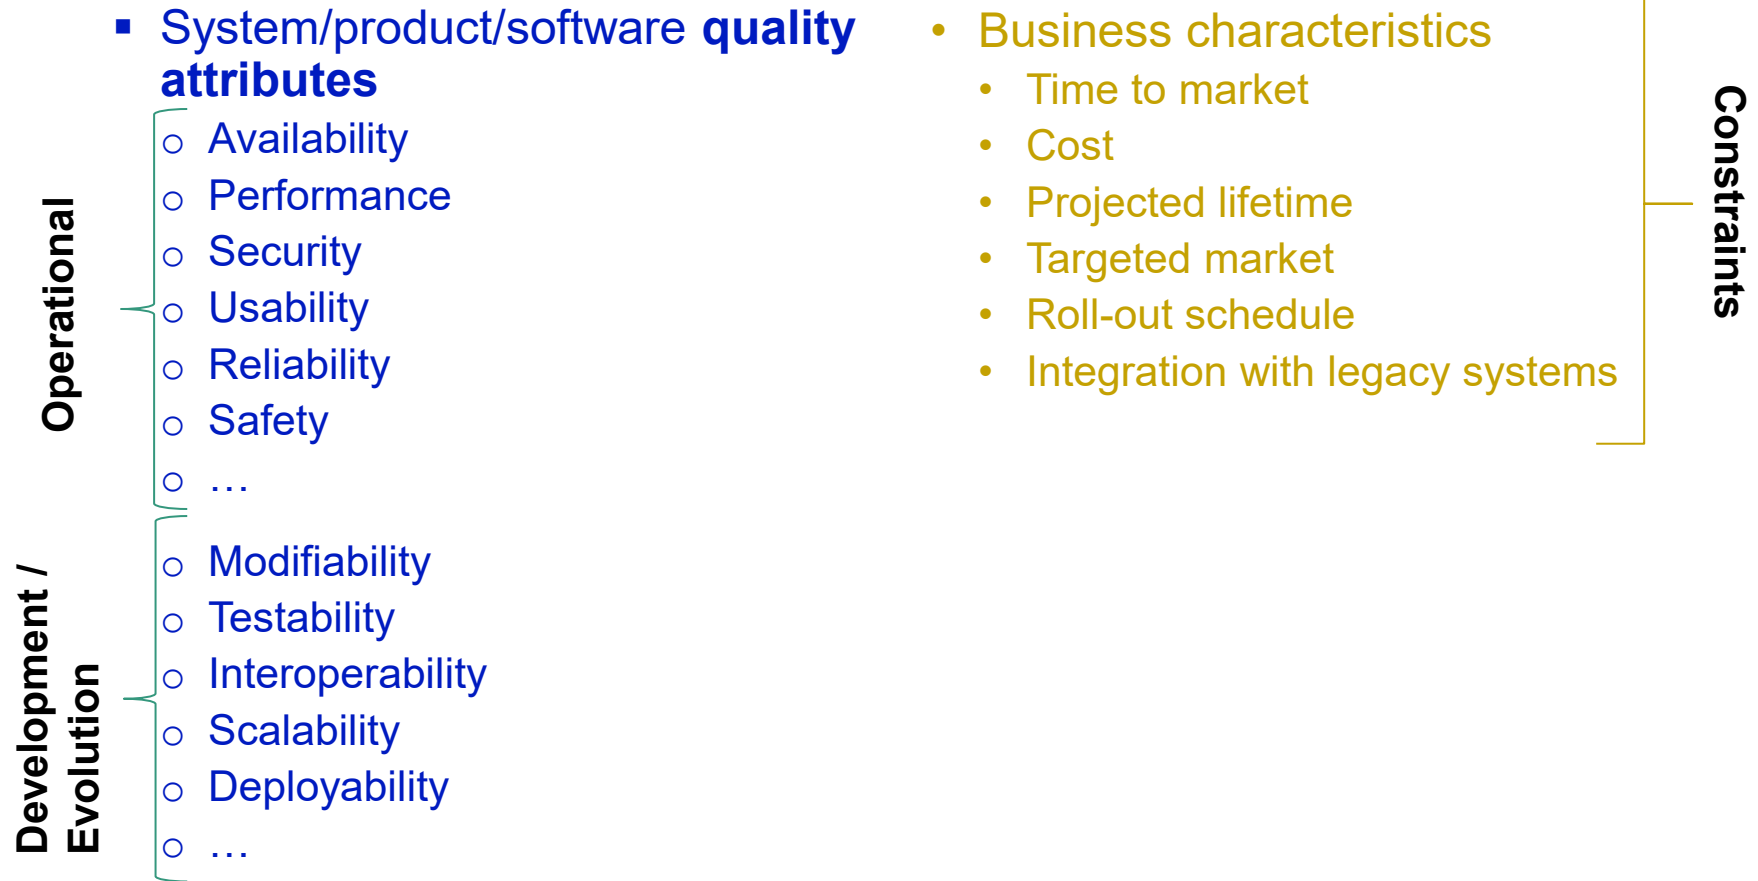 ▪ System/product/software quality
attributes
Operational
o Availability
o Performance
o Security
o Usability
o Reliability
o Safety
o …
Development /
Evolution
o Modifiability
o Testability
o Interoperability
o Scalability
o Deployability
o …
• Business characteristics
• Time to market
• Cost
• Projected lifetime
• Targeted market
• Roll-out schedule
• Integration with legacy systems
Constraints